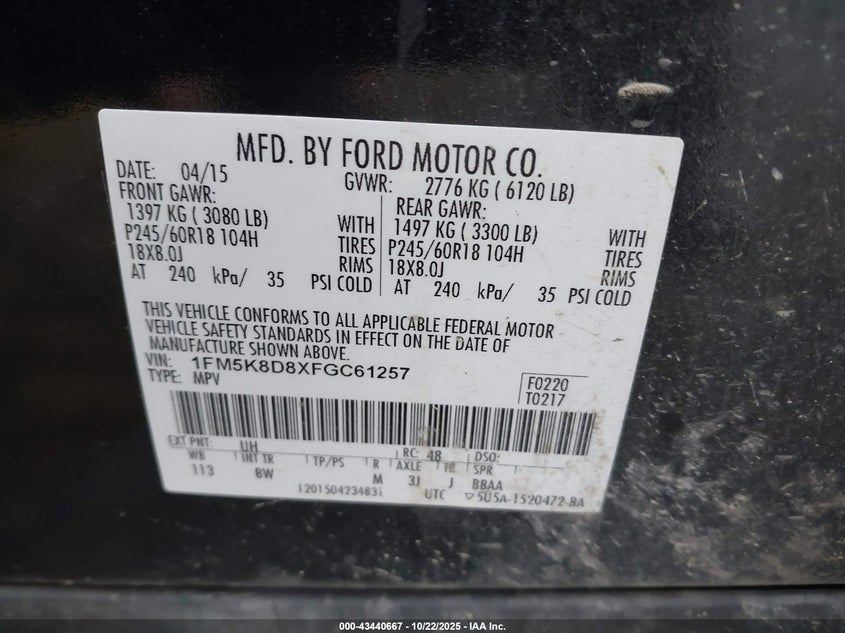 MFD. BY FORD MOTOR CO.
DATE: 04/15
GVWR: 2776 KG ( 6120 LB)
FRONT GAWR:
1397 KG ( 3080 LB) WITH
P245/60R18 104H TIRES
18X8.0J RIMS
AT 240 kPa/ 35 PSI COLD
REAR GAWR:
1497 KG ( 3300 LB) WITH
P245/60R18 104H TIRES
18X8.0J RIMS
AT 240 kPa/ 35 PSI COLD
THIS VEHICLE CONFORMS TO ALL APPLICABLE FEDERAL MOTOR
VEHICLE SAFETY STANDARDS IN EFFECT ON THE DATE OF
MANUFACTURE SHOWN ABOVE.
VIN: 1FM5K8D8XFGC61257
TYPE: MPV
F0220
T0217
EXT PNT: UH RC: 48 DSO:
WB INT TR TP/PS R AXLE TR SPR
113 BW M 3J J BBAA
120150423483i UTC ▽5U5A-1520472-BA
000-43440667 - 10/22/2025 - IAA Inc.